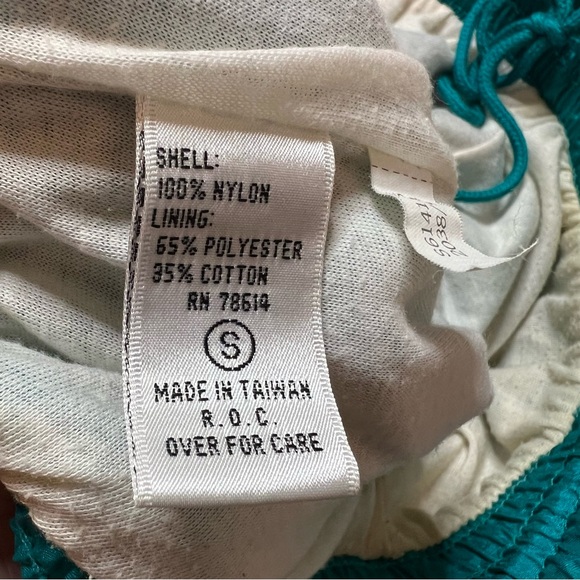 SHELL:
100% NYLON
LINING:
65% POLYESTER
35% COTTON
RN 78614
S
MADE IN TAIWAN
R.O.C.
OVER FOR CARE